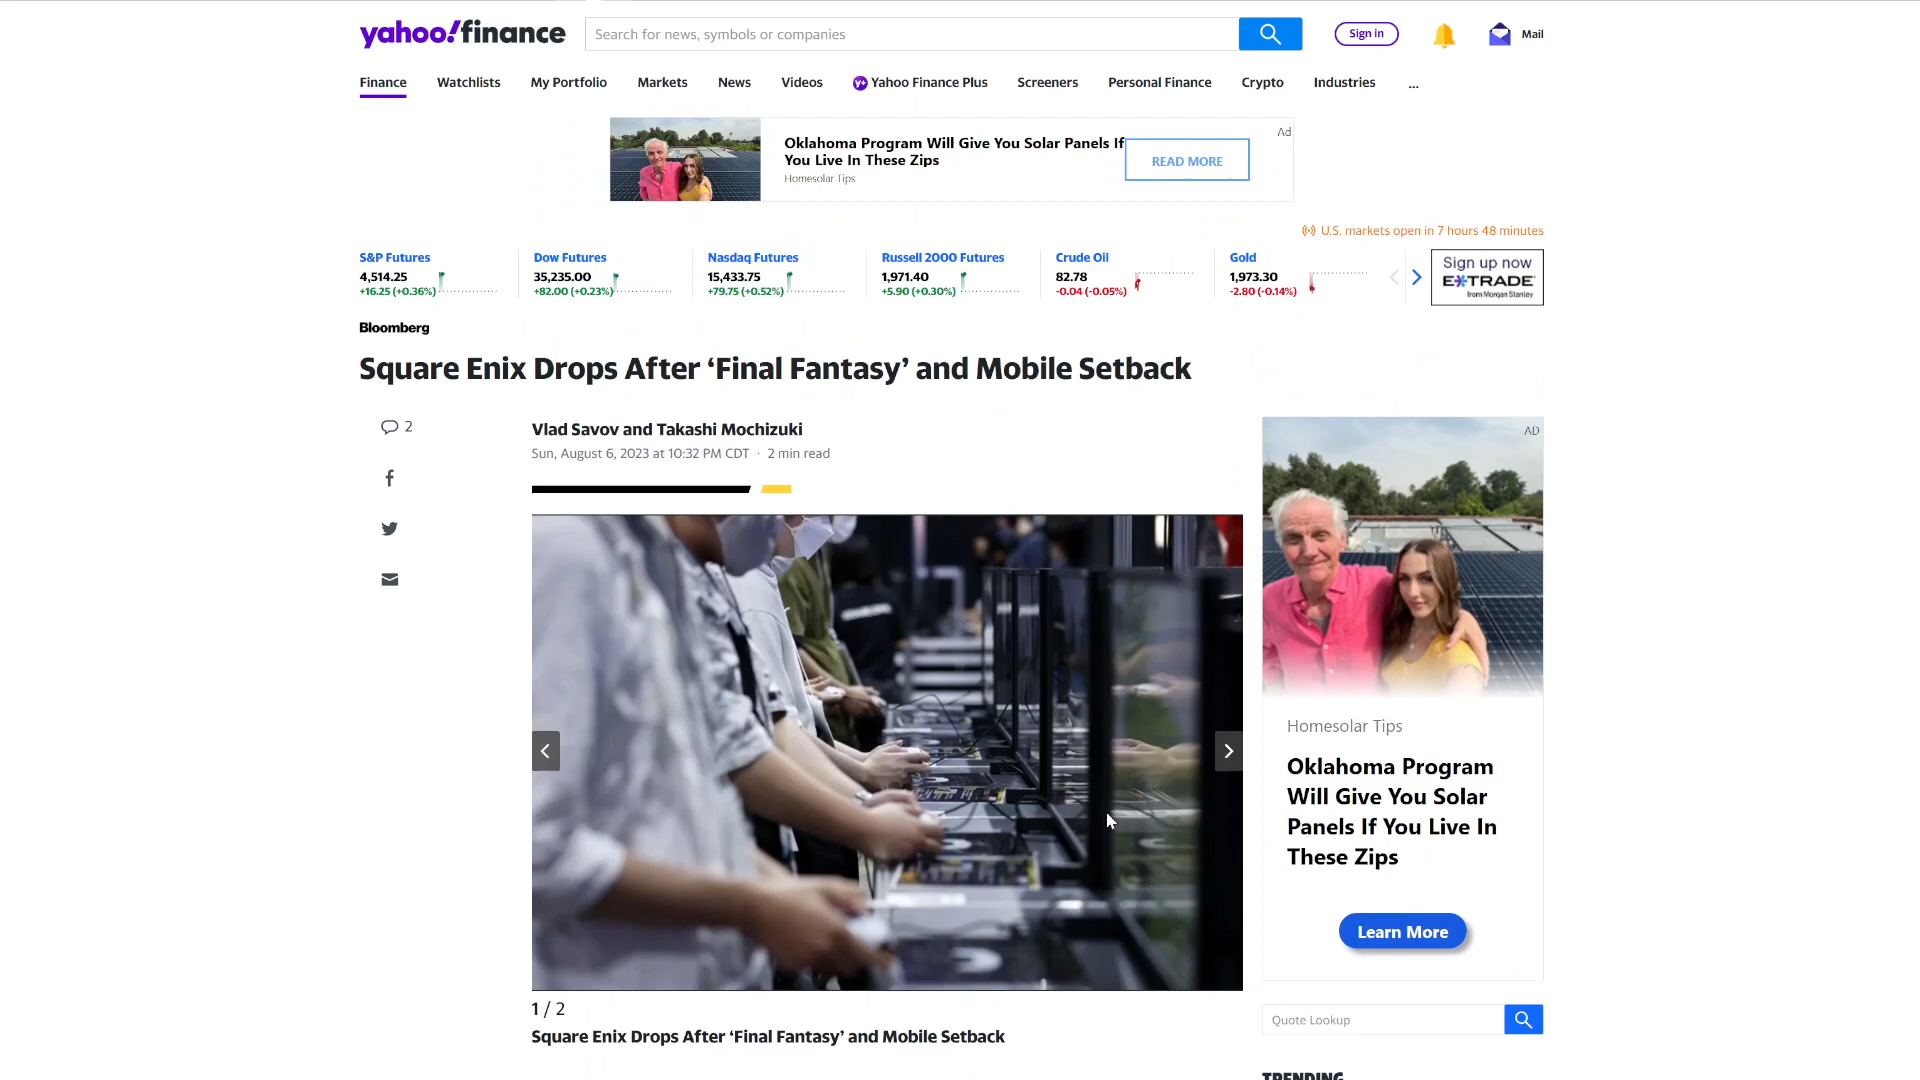 yahoo!finance
Search for news, symbols or companies
Sign in
Mail
Finance
Watchlists
My Portfolio
Markets
News
Videos
Y+ Yahoo Finance Plus
Screeners
Personal Finance
Crypto
Industries
...
Oklahoma Program Will Give You Solar Panels If
You Live In These Zips
Homesolar Tips
READ MORE
Ad
U.S. markets open in 7 hours 48 minutes
S&P Futures
4,514.25
+16.25 (+0.36%)
Dow Futures
35,235.00
+82.00 (+0.23%)
Nasdaq Futures
15,433.75
+79.75 (+0.52%)
Russell 2000 Futures
1,971.40
+5.90 (+0.30%)
Crude Oil
82.78
-0.04 (-0.05%)
Gold
1,973.30
-2.80 (-0.14%)
Sign up now
E*TRADE
from Morgan Stanley
Bloomberg
Square Enix Drops After ‘Final Fantasy’ and Mobile Setback
2
Vlad Savov and Takashi Mochizuki
Sun, August 6, 2023 at 10:32 PM CDT · 2 min read
1 / 2
Square Enix Drops After ‘Final Fantasy’ and Mobile Setback
AD
Homesolar Tips
Oklahoma Program
Will Give You Solar
Panels If You Live In
These Zips
Learn More
Quote Lookup
TRENDING